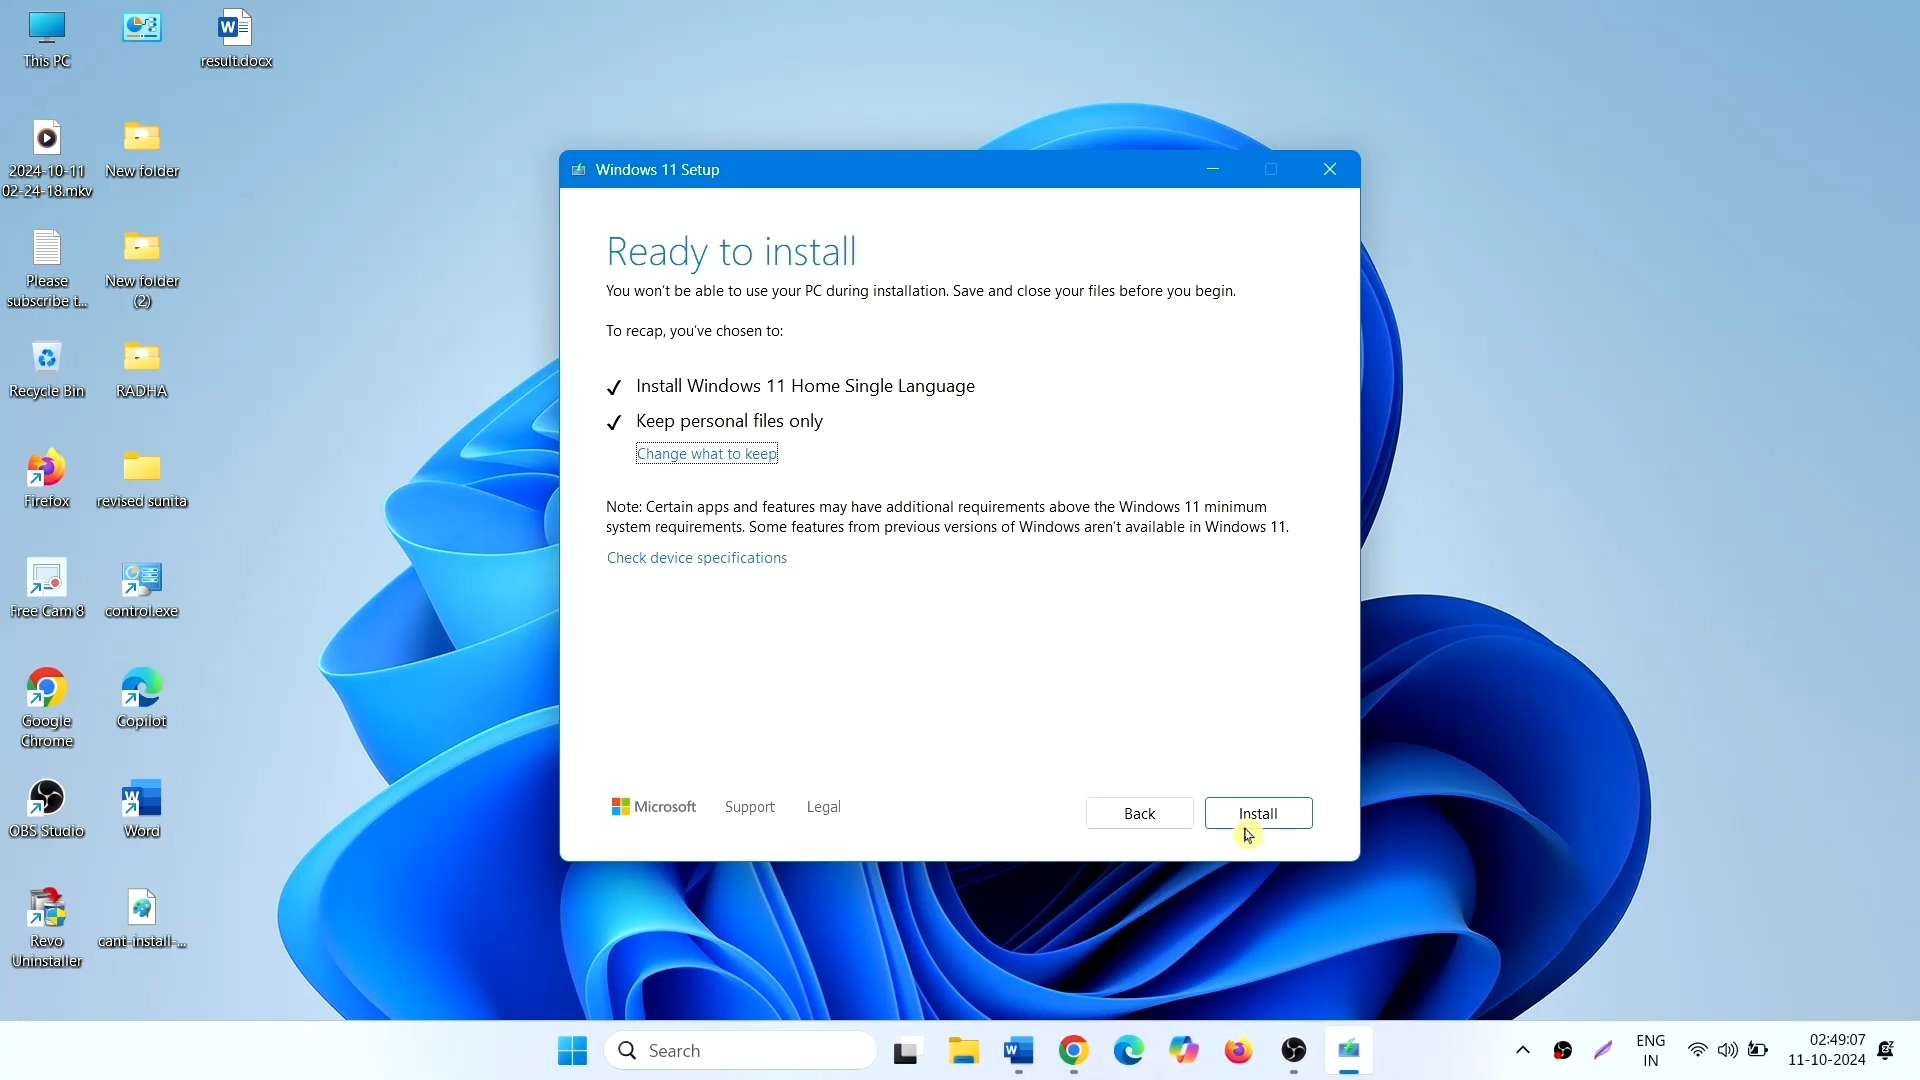 This PC
result.docx
2024-10-11
02-24-18.mkv
New folder
Please
subscribe t...
New folder
(2)
Recycle Bin
RADHA
Firefox
revised sunita
Free Cam 8
control.exe
Google
Chrome
Copilot
OBS Studio
Word
Revo
Uninstaller
cant-install-...
Windows 11 Setup
Ready to install
You won't be able to use your PC during installation. Save and close your files before you begin.
To recap, you've chosen to:
Install Windows 11 Home Single Language
Keep personal files only
Change what to keep
Note: Certain apps and features may have additional requirements above the Windows 11 minimum
system requirements. Some features from previous versions of Windows aren't available in Windows 11.
Check device specifications
Microsoft
Support
Legal
Back
Install
Search
ENG
IN
02:49:07
11-10-2024